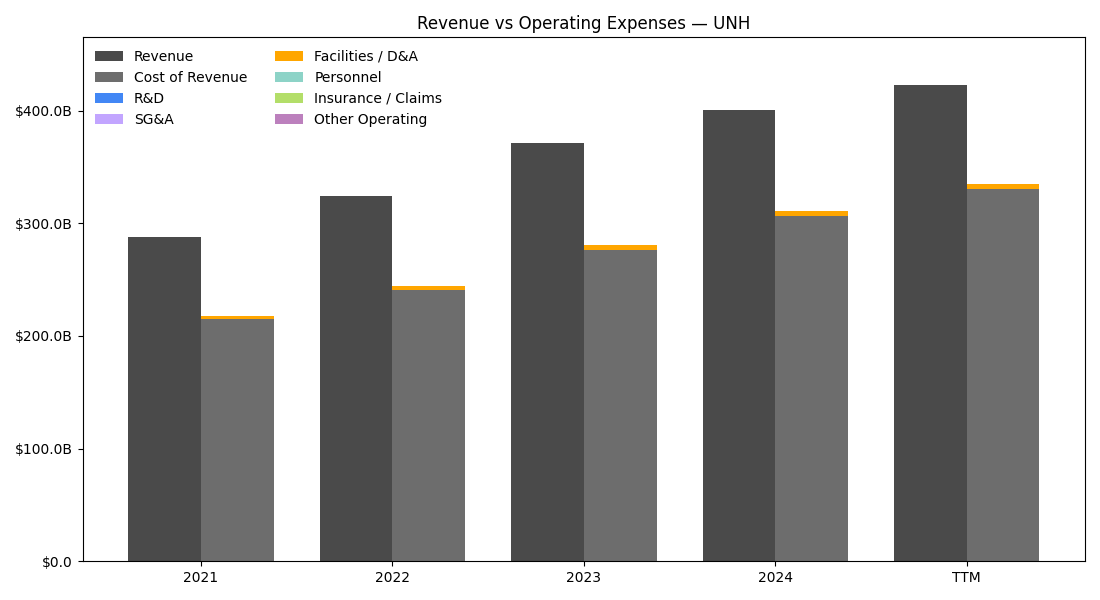 Revenue vs Operating Expenses — UNH
Revenue
Cost of Revenue
R&D
SG&A
Facilities / D&A
Personnel
Insurance / Claims
Other Operating
$400.0B
$300.0B
$200.0B
$100.0B
$0.0
2021 2022 2023 2024 TTM